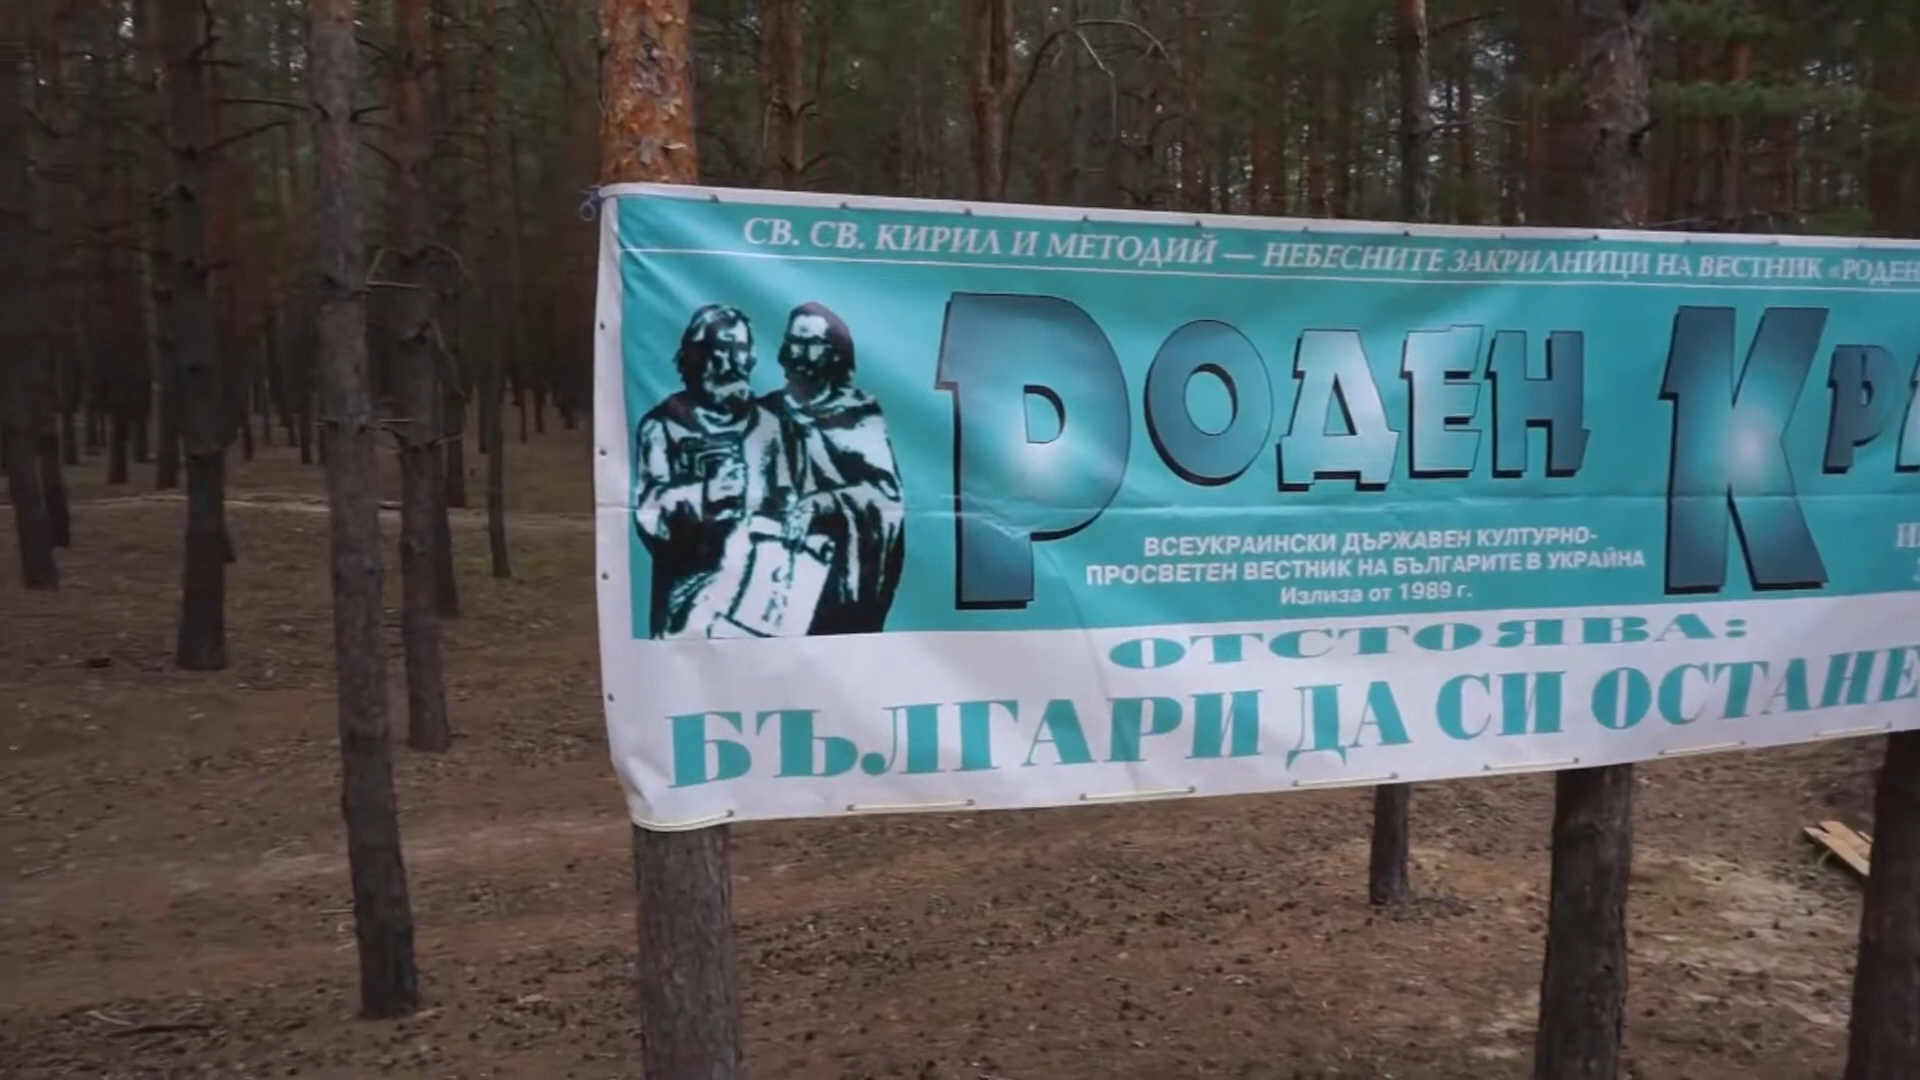 СВ. СВ. КИРИЛ И МЕТОДИЙ — НЕБЕСНИТЕ ЗАКРИЛНИЦИ НА ВЕСТНИК «РОДЕН
РОДЕН КРА
ВСЕУКРАИНСКИ ДЪРЖАВЕН КУЛТУРНО-
ПРОСВЕТЕН ВЕСТНИК НА БЪЛГАРИТЕ В УКРАЙНА
Излиза от 1989 г.
ОТСТОЯВА:
БЪЛГАРИ ДА СИ ОСТАНЕ